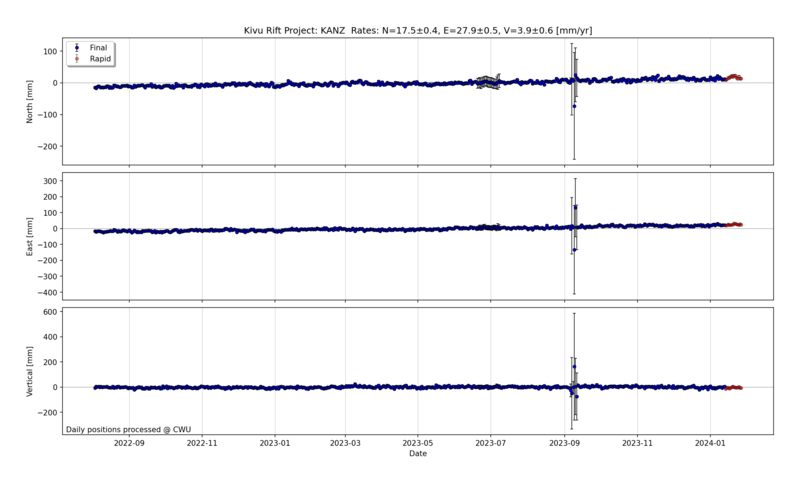 Kivu Rift Project: KANZ  Rates: N=17.5±0.4, E=27.9±0.5, V=3.9±0.6 [mm/yr]
Final
Rapid
100
0
−100
−200
North [mm]
300
200
100
0
−100
−200
−300
−400
East [mm]
600
400
200
0
−200
Vertical [mm]
Daily positions processed @ CWU
2022-09 2022-11 2023-01 2023-03 2023-05 2023-07 2023-09 2023-11 2024-01
Date